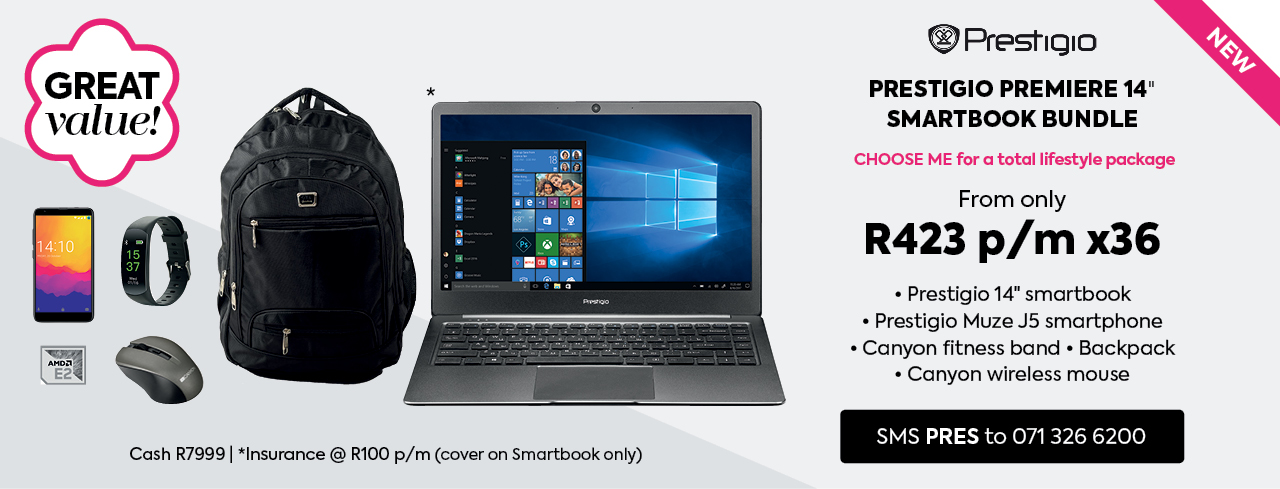 GREAT
value!
*
NEW
Prestigio
PRESTIGIO PREMIERE 14"
SMARTBOOK BUNDLE
CHOOSE ME for a total lifestyle package
From only
R423 p/m x36
• Prestigio 14" smartbook
• Prestigio Muze J5 smartphone
• Canyon fitness band • Backpack
• Canyon wireless mouse
SMS PRES to 071 326 6200
14:10
15
37
AMD
E2
Prestigio
Cash R7999 | *Insurance @ R100 p/m (cover on Smartbook only)